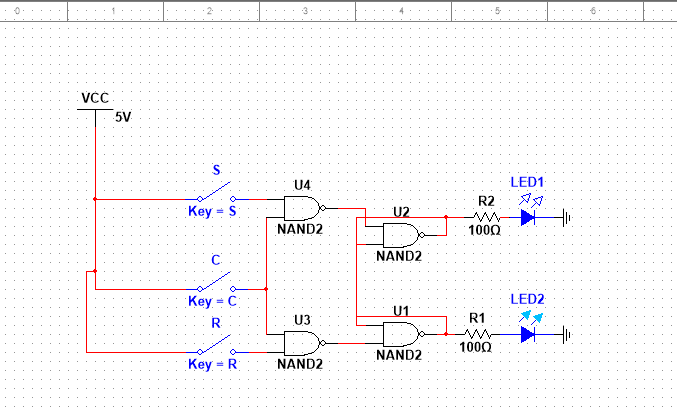 0 1 2 3 4 5 6
VCC
5V
S
Key = S
U4
NAND2
U2
NAND2
R2
100Ω
LED1
C
Key = C
R
Key = R
U3
NAND2
U1
NAND2
R1
100Ω
LED2